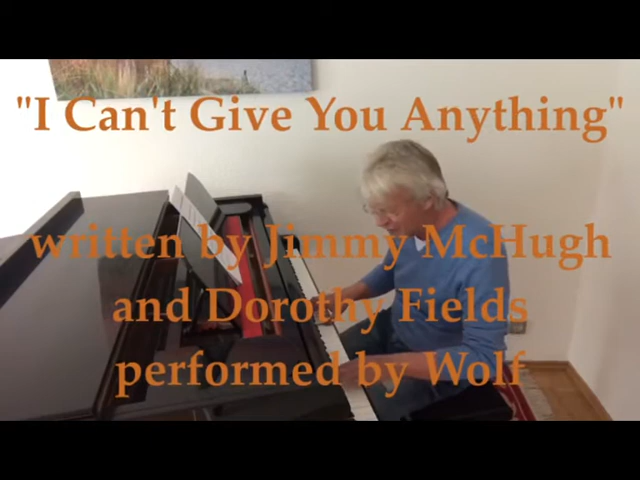 "I Can't Give You Anything"
written by Jimmy McHugh
and Dorothy Fields
performed by Wolf